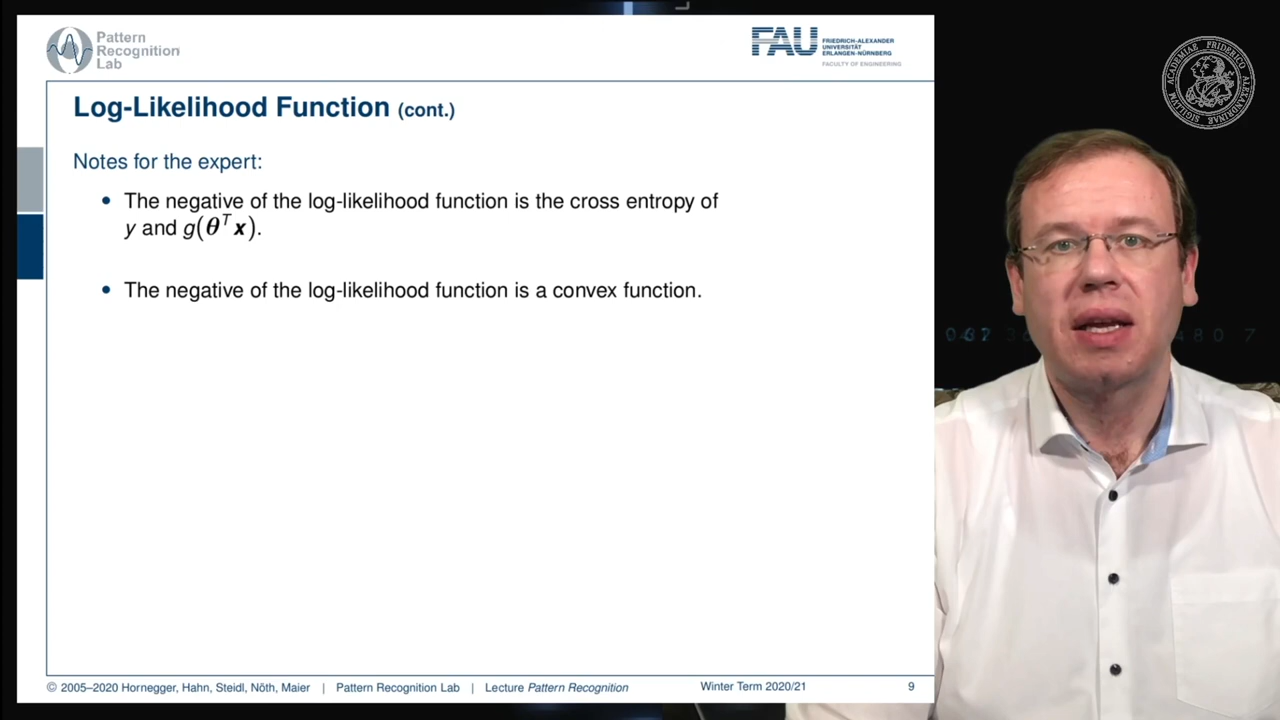 Pattern
Recognition
Lab
FAU
FRIEDRICH-ALEXANDER
UNIVERSITÄT
ERLANGEN-NÜRNBERG
FACULTY OF ENGINEERING
Log-Likelihood Function (cont.)
Notes for the expert:
• The negative of the log-likelihood function is the cross entropy of
y and g(θᵀx).
• The negative of the log-likelihood function is a convex function.
© 2005–2020 Hornegger, Hahn, Steidl, Nöth, Maier | Pattern Recognition Lab | Lecture Pattern Recognition Winter Term 2020/21 9